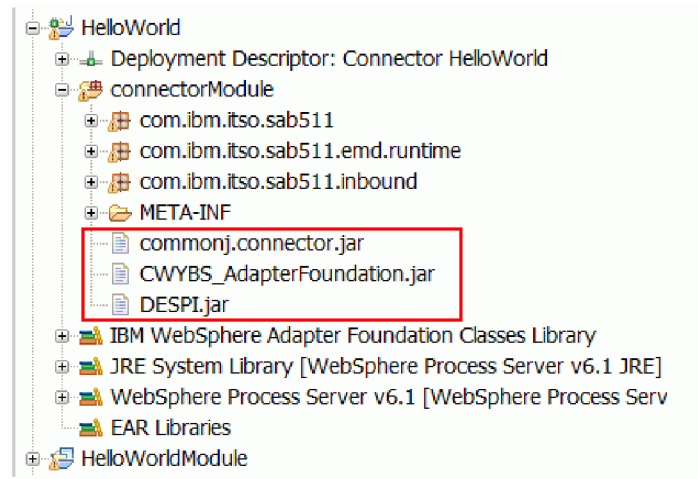 HelloWorld
Deployment Descriptor: Connector HelloWorld
connectorModule
com.ibm.itso.sab511
com.ibm.itso.sab511.emd.runtime
com.ibm.itso.sab511.inbound
META-INF
commonj.connector.jar
CWYBS_AdapterFoundation.jar
DESPI.jar
IBM WebSphere Adapter Foundation Classes Library
JRE System Library [WebSphere Process Server v6.1 JRE]
WebSphere Process Server v6.1 [WebSphere Process Serv
EAR Libraries
HelloWorldModule